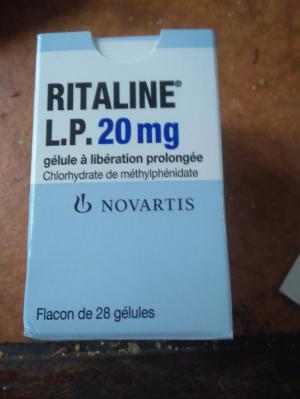 RITALINE®
L.P. 20 mg
gélule à libération prolongée
Chlorhydrate de méthylphénidate
NOVARTIS
Flacon de 28 gélules